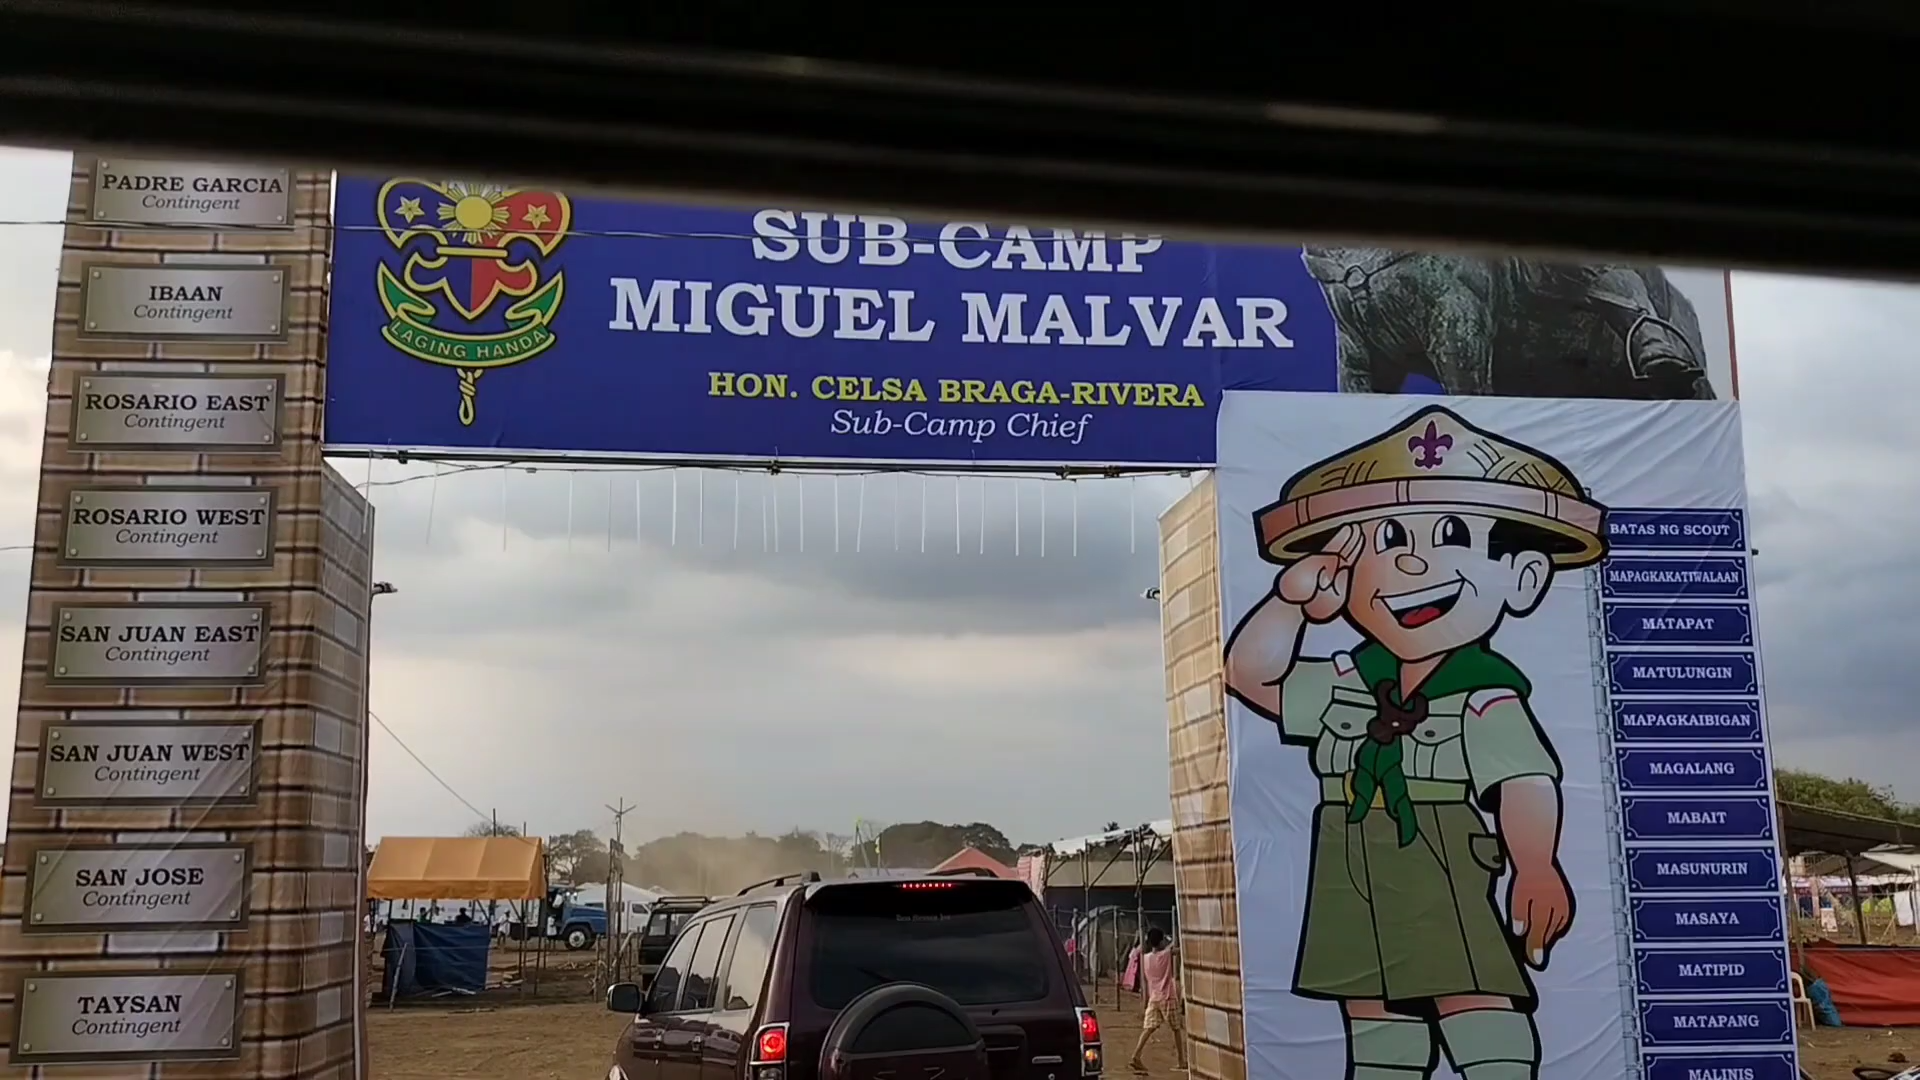 PADRE GARCIA
Contingent
IBAAN
Contingent
ROSARIO EAST
Contingent
ROSARIO WEST
Contingent
SAN JUAN EAST
Contingent
SAN JUAN WEST
Contingent
SAN JOSE
Contingent
TAYSAN
Contingent
LAGING HANDA
SUB-CAMP
MIGUEL MALVAR
HON. CELSA BRAGA-RIVERA
Sub-Camp Chief
BATAS NG SCOUT
MAPAGKAKATIWALAAN
MATAPAT
MATULUNGIN
MAPAGKAIBIGAN
MAGALANG
MABAIT
MASUNURIN
MASAYA
MATIPID
MATAPANG
MALINIS